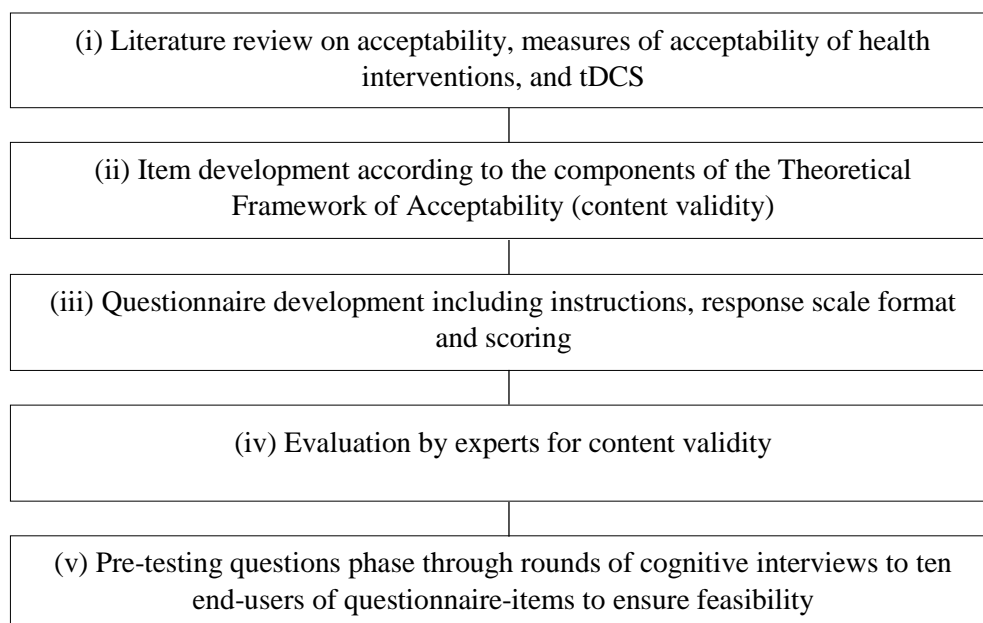 (i) Literature review on acceptability, measures of acceptability of health
interventions, and tDCS
(ii) Item development according to the components of the Theoretical
Framework of Acceptability (content validity)
(iii) Questionnaire development including instructions, response scale format
and scoring
(iv) Evaluation by experts for content validity
(v) Pre-testing questions phase through rounds of cognitive interviews to ten
end-users of questionnaire-items to ensure feasibility